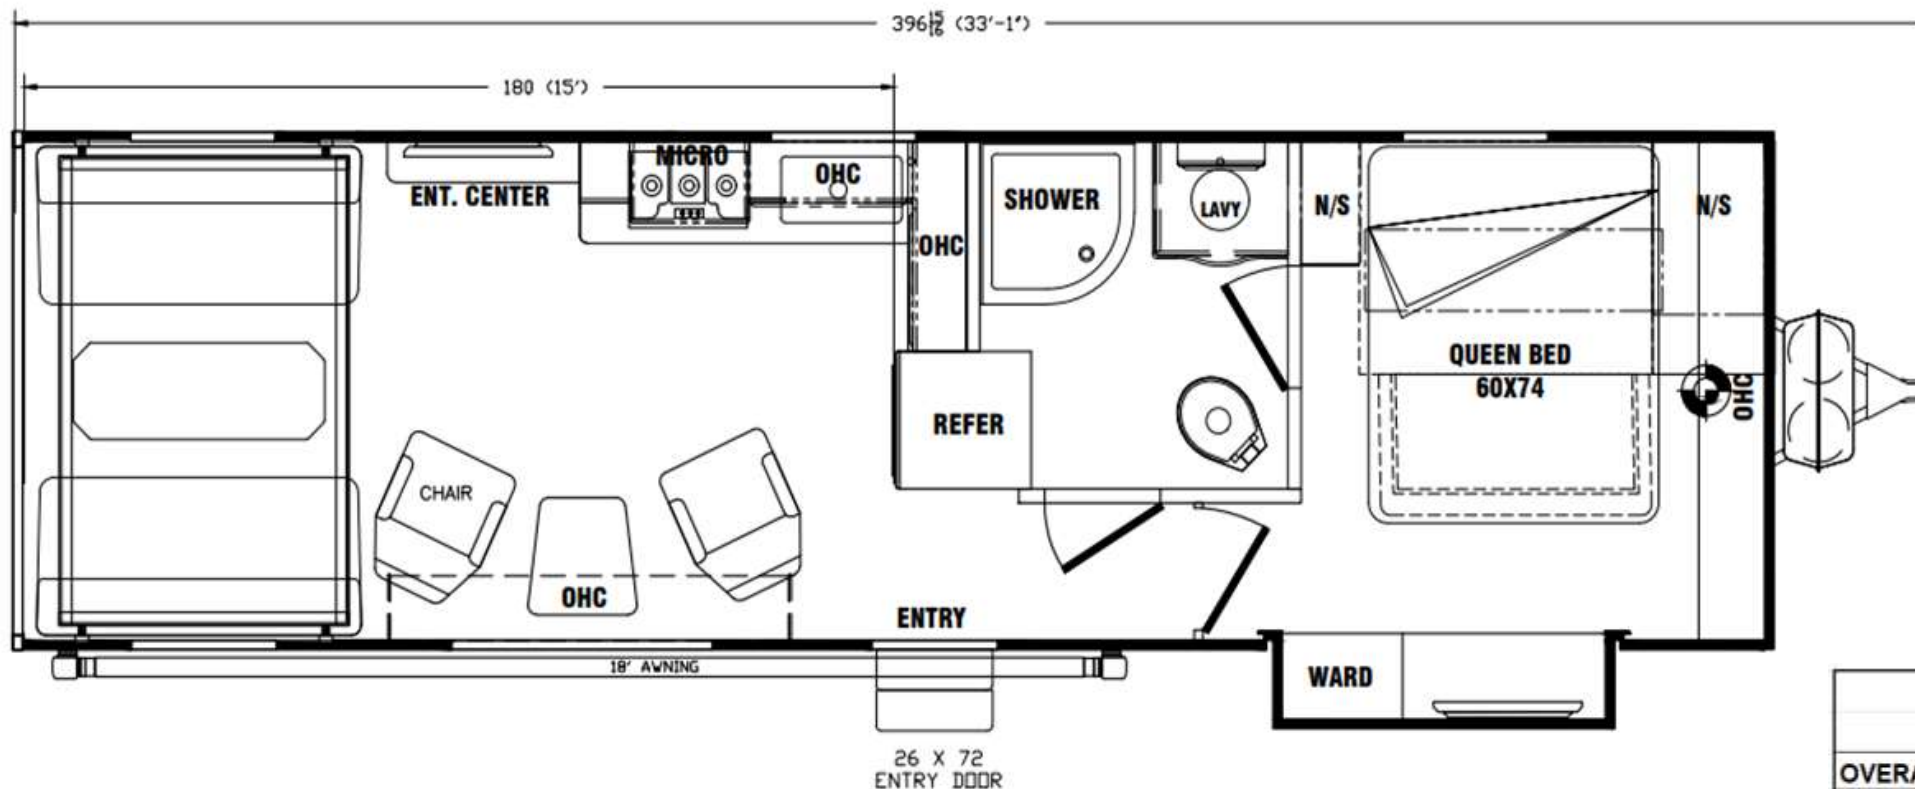 396 15/16 (33'-1")
180 (15')
MICRO
OHC
ENT. CENTER
SHOWER
LAVY
N/S
N/S
OHC
QUEEN BED
60X74
OHC
REFER
CHAIR
OHC
ENTRY
18' AWNING
WARD
26 X 72
ENTRY DOOR
OVERA